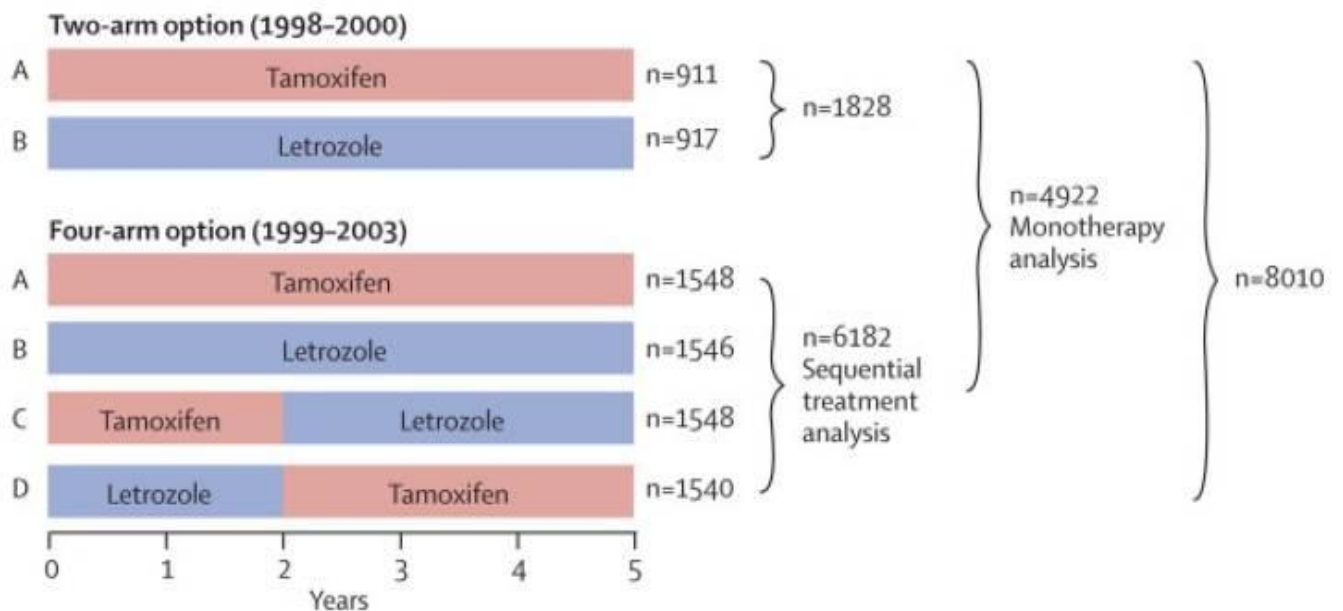 Two-arm option (1998–2000)
A
Tamoxifen
n=911
B
Letrozole
n=917
n=1828
Four-arm option (1999–2003)
A
Tamoxifen
n=1548
B
Letrozole
n=1546
C
Tamoxifen
Letrozole
n=1548
D
Letrozole
Tamoxifen
n=1540
n=6182
Sequential
treatment
analysis
n=4922
Monotherapy
analysis
n=8010
0 1 2 3 4 5
Years